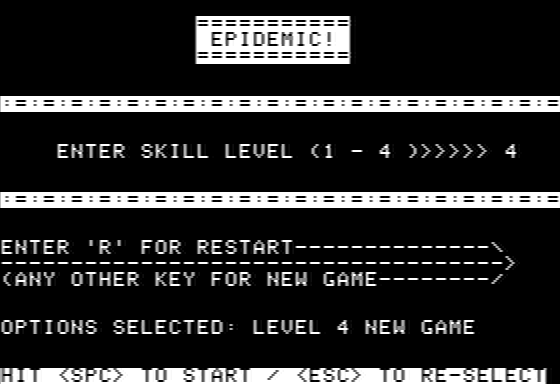 ===========
EPIDEMIC!
===========
:=:=:=:=:=:=:=:=:=:=:=:=:=:=:=:=:=:=:=:=
ENTER SKILL LEVEL (1 - 4 )>>>>>> 4
:=:=:=:=:=:=:=:=:=:=:=:=:=:=:=:=:=:=:=:=
ENTER 'R' FOR RESTART--------------\
------------------------------------>
(ANY OTHER KEY FOR NEW GAME--------/
OPTIONS SELECTED: LEVEL 4 NEW GAME
HIT <SPC> TO START / <ESC> TO RE-SELECT